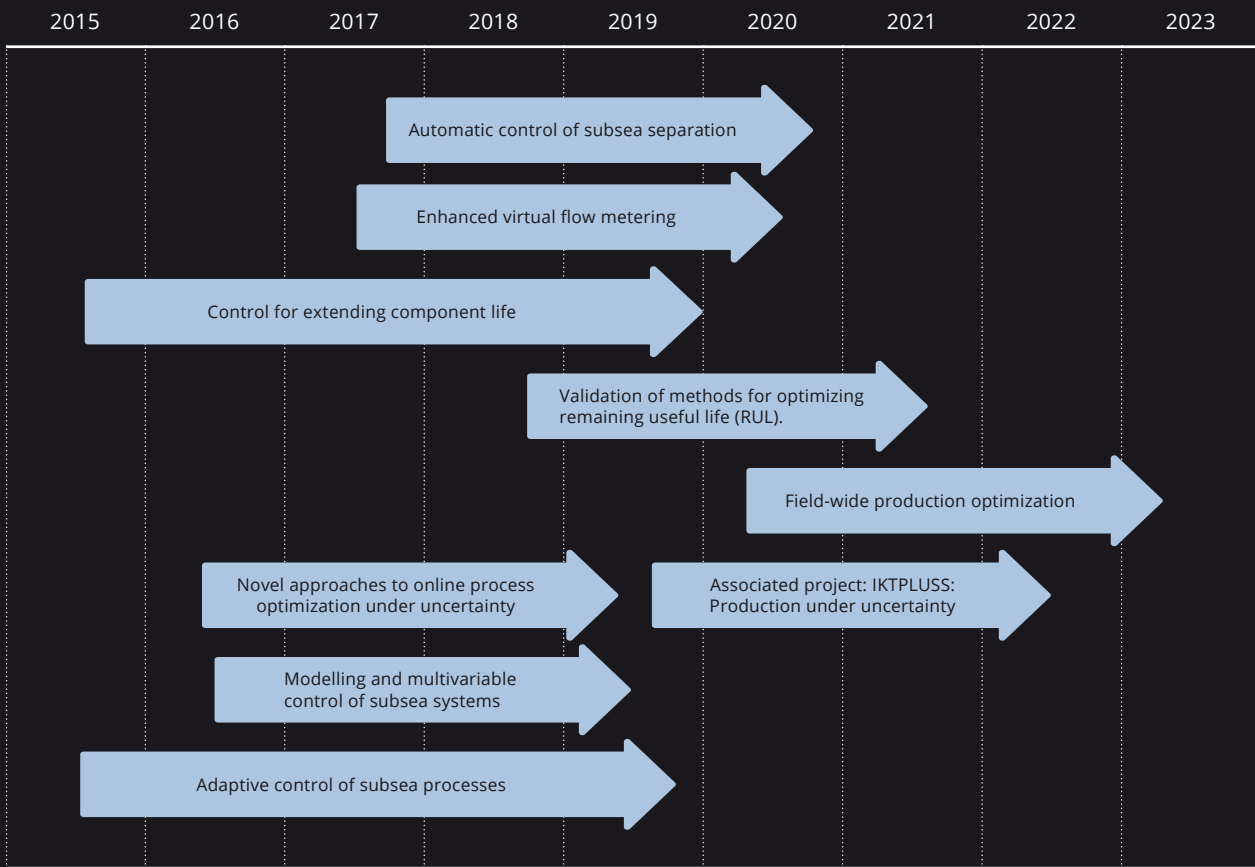 2015 2016 2017 2018 2019 2020 2021 2022 2023
Automatic control of subsea separation
Enhanced virtual flow metering
Control for extending component life
Validation of methods for optimizing
remaining useful life (RUL).
Field-wide production optimization
Novel approaches to online process
optimization under uncertainty
Associated project: IKTPLUSS:
Production under uncertainty
Modelling and multivariable
control of subsea systems
Adaptive control of subsea processes